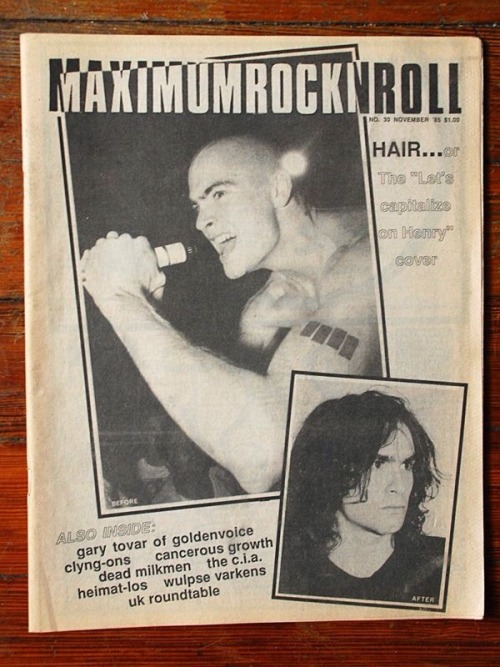 MAXIMUMROCKNROLL
NO. 30 NOVEMBER '85 $1.00
HAIR...or
The "Let's
capitalize
on Henry"
cover
BEFORE
ALSO INSIDE:
gary tovar of goldenvoice
clyng-ons cancerous growth
dead milkmen the c.i.a.
heimat-los wulpse varkens
uk roundtable
AFTER